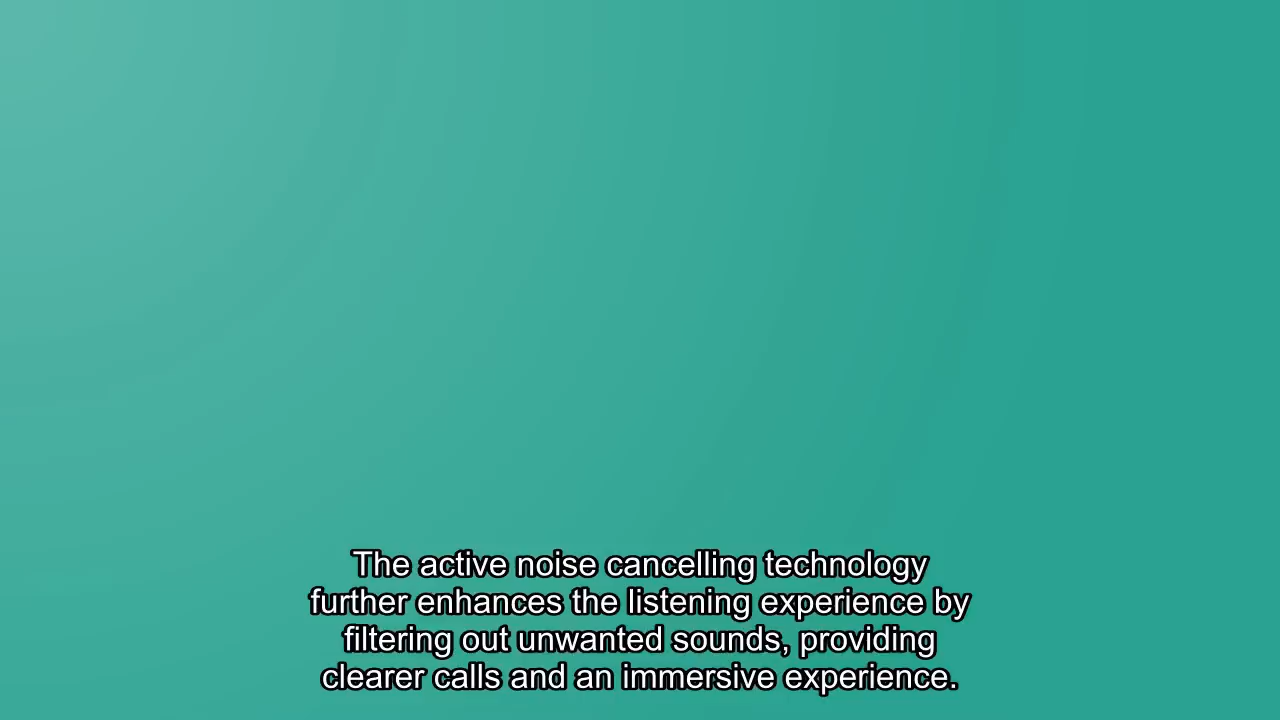 The active noise cancelling technology
further enhances the listening experience by
filtering out unwanted sounds, providing
clearer calls and an immersive experience.